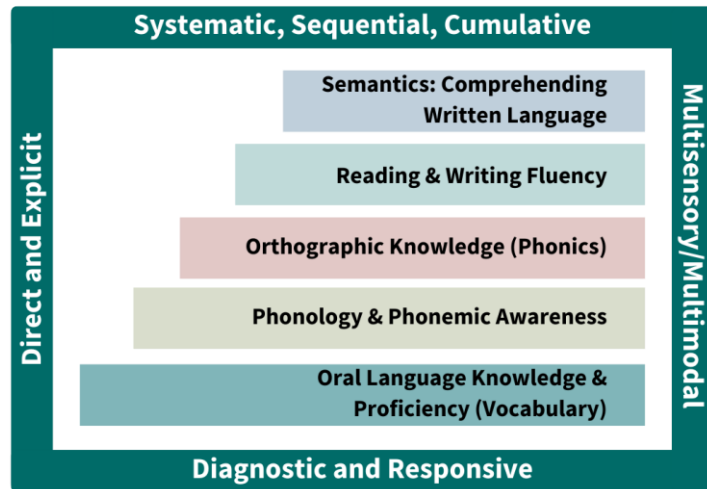 Systematic, Sequential, Cumulative
Direct and Explicit
Semantics: Comprehending
Written Language
Reading & Writing Fluency
Orthographic Knowledge (Phonics)
Phonology & Phonemic Awareness
Oral Language Knowledge &
Proficiency (Vocabulary)
Multisensory/Multimodal
Diagnostic and Responsive